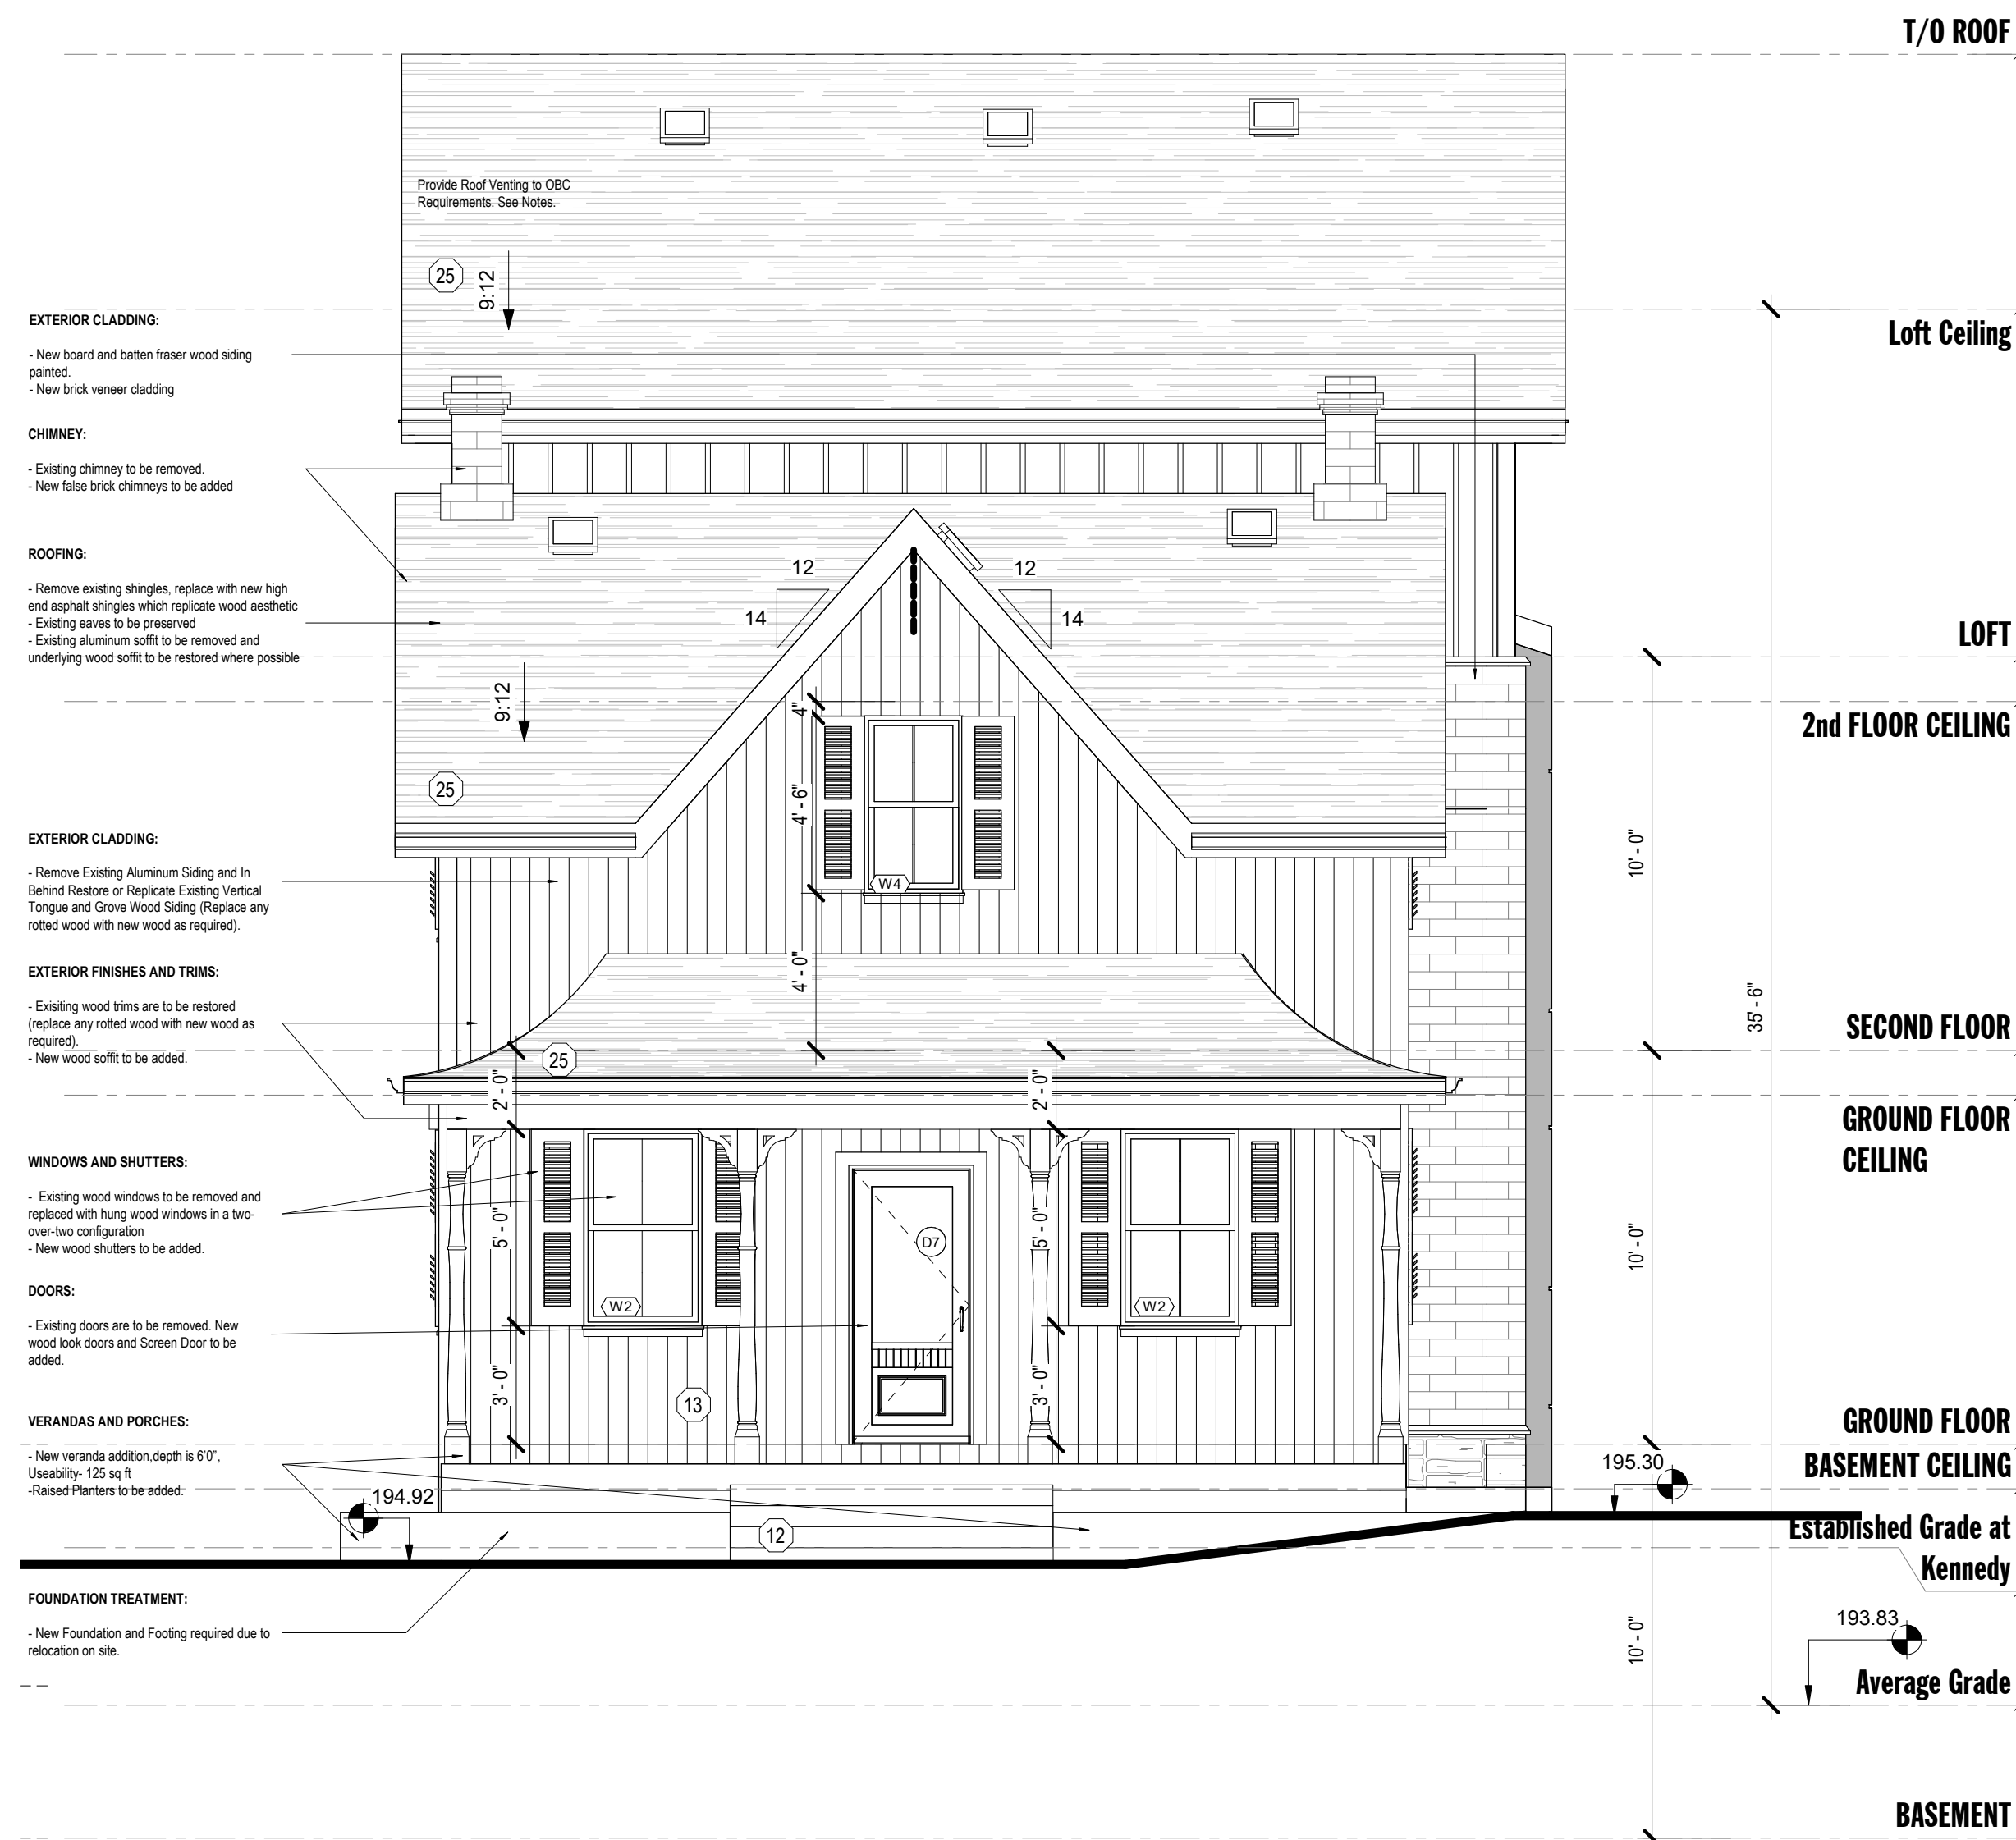 T/O ROOF
Provide Roof Venting to OBC
Requirements. See Notes.
25
9:12
EXTERIOR CLADDING:
- New board and batten fraser wood siding
painted.
- New brick veneer cladding
Loft Ceiling
CHIMNEY:
- Existing chimney to be removed.
- New false brick chimneys to be added
ROOFING:
- Remove existing shingles, replace with new high
end asphalt shingles which replicate wood aesthetic
- Existing eaves to be preserved
- Existing aluminum soffit to be removed and
underlying wood soffit to be restored where possible
12
14
12
14
LOFT
9:12
4"
2nd FLOOR CEILING
25
4' - 6"
10' - 0"
EXTERIOR CLADDING:
- Remove Existing Aluminum Siding and In
Behind Restore or Replicate Existing Vertical
Tongue and Grove Wood Siding (Replace any
rotted wood with new wood as required).
W4
4' - 0"
EXTERIOR FINISHES AND TRIMS:
- Exisiting wood trims are to be restored
(replace any rotted wood with new wood as
required).
- New wood soffit to be added.
35' - 6"
SECOND FLOOR
25
2' - 0"
2' - 0"
GROUND FLOOR
CEILING
WINDOWS AND SHUTTERS:
- Existing wood windows to be removed and
replaced with hung wood windows in a two-
over-two configuration
- New wood shutters to be added.
5' - 0"
D7
5' - 0"
10' - 0"
DOORS:
- Existing doors are to be removed. New
wood look doors and Screen Door to be
added.
W2
W2
3' - 0"
13
3' - 0"
VERANDAS AND PORCHES:
- New veranda addition,depth is 6'0",
Useability- 125 sq ft
-Raised Planters to be added.
GROUND FLOOR
BASEMENT CEILING
195.30
194.92
12
Established Grade at
Kennedy
FOUNDATION TREATMENT:
- New Foundation and Footing required due to
relocation on site.
10' - 0"
193.83
Average Grade
BASEMENT